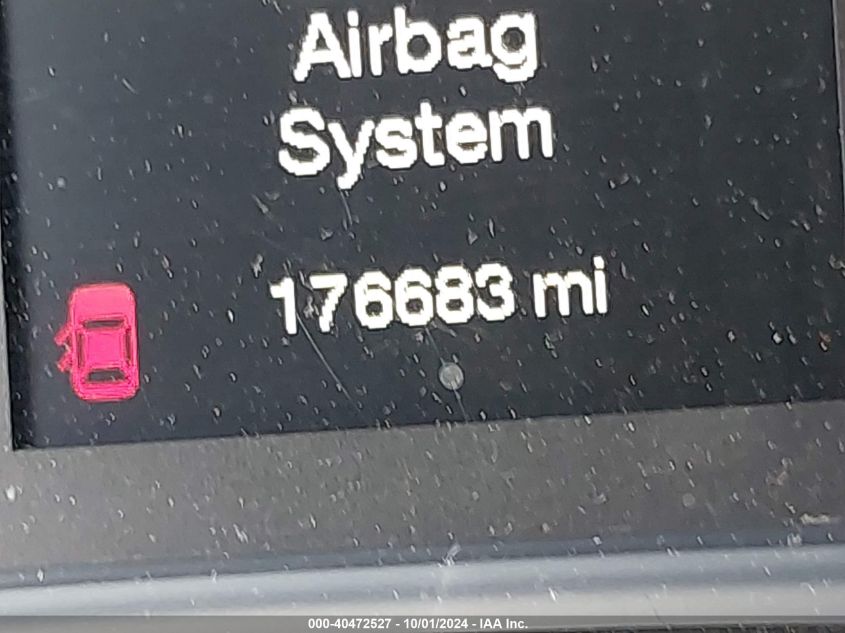 Airbag
System
176683 mi
000-40472527 - 10/01/2024 - IAA Inc.